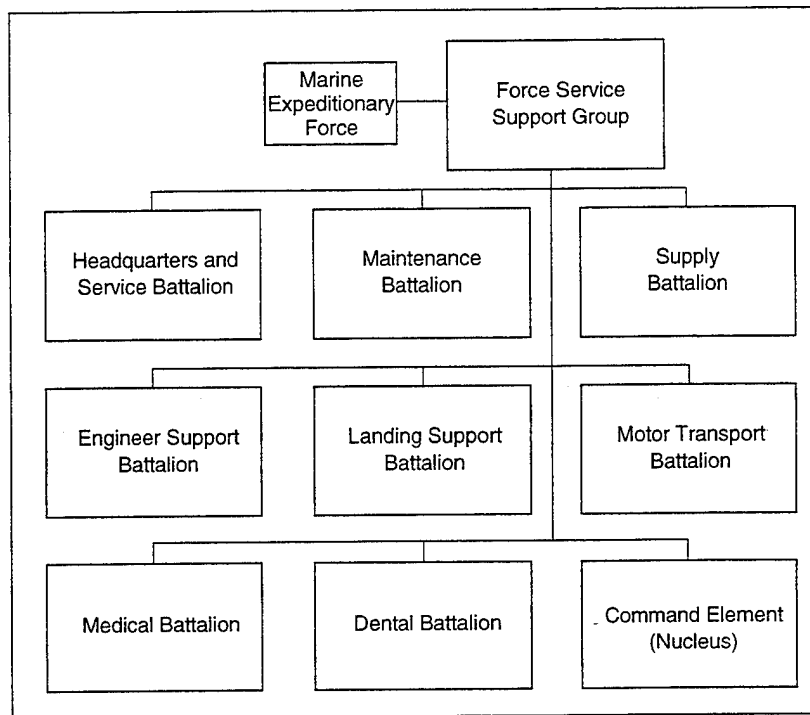 Marine
Expeditionary
Force
Force Service
Support Group
Headquarters and
Service Battalion
Maintenance
Battalion
Supply
Battalion
Engineer Support
Battalion
Landing Support
Battalion
Motor Transport
Battalion
Medical Battalion
Dental Battalion
Command Element
(Nucleus)